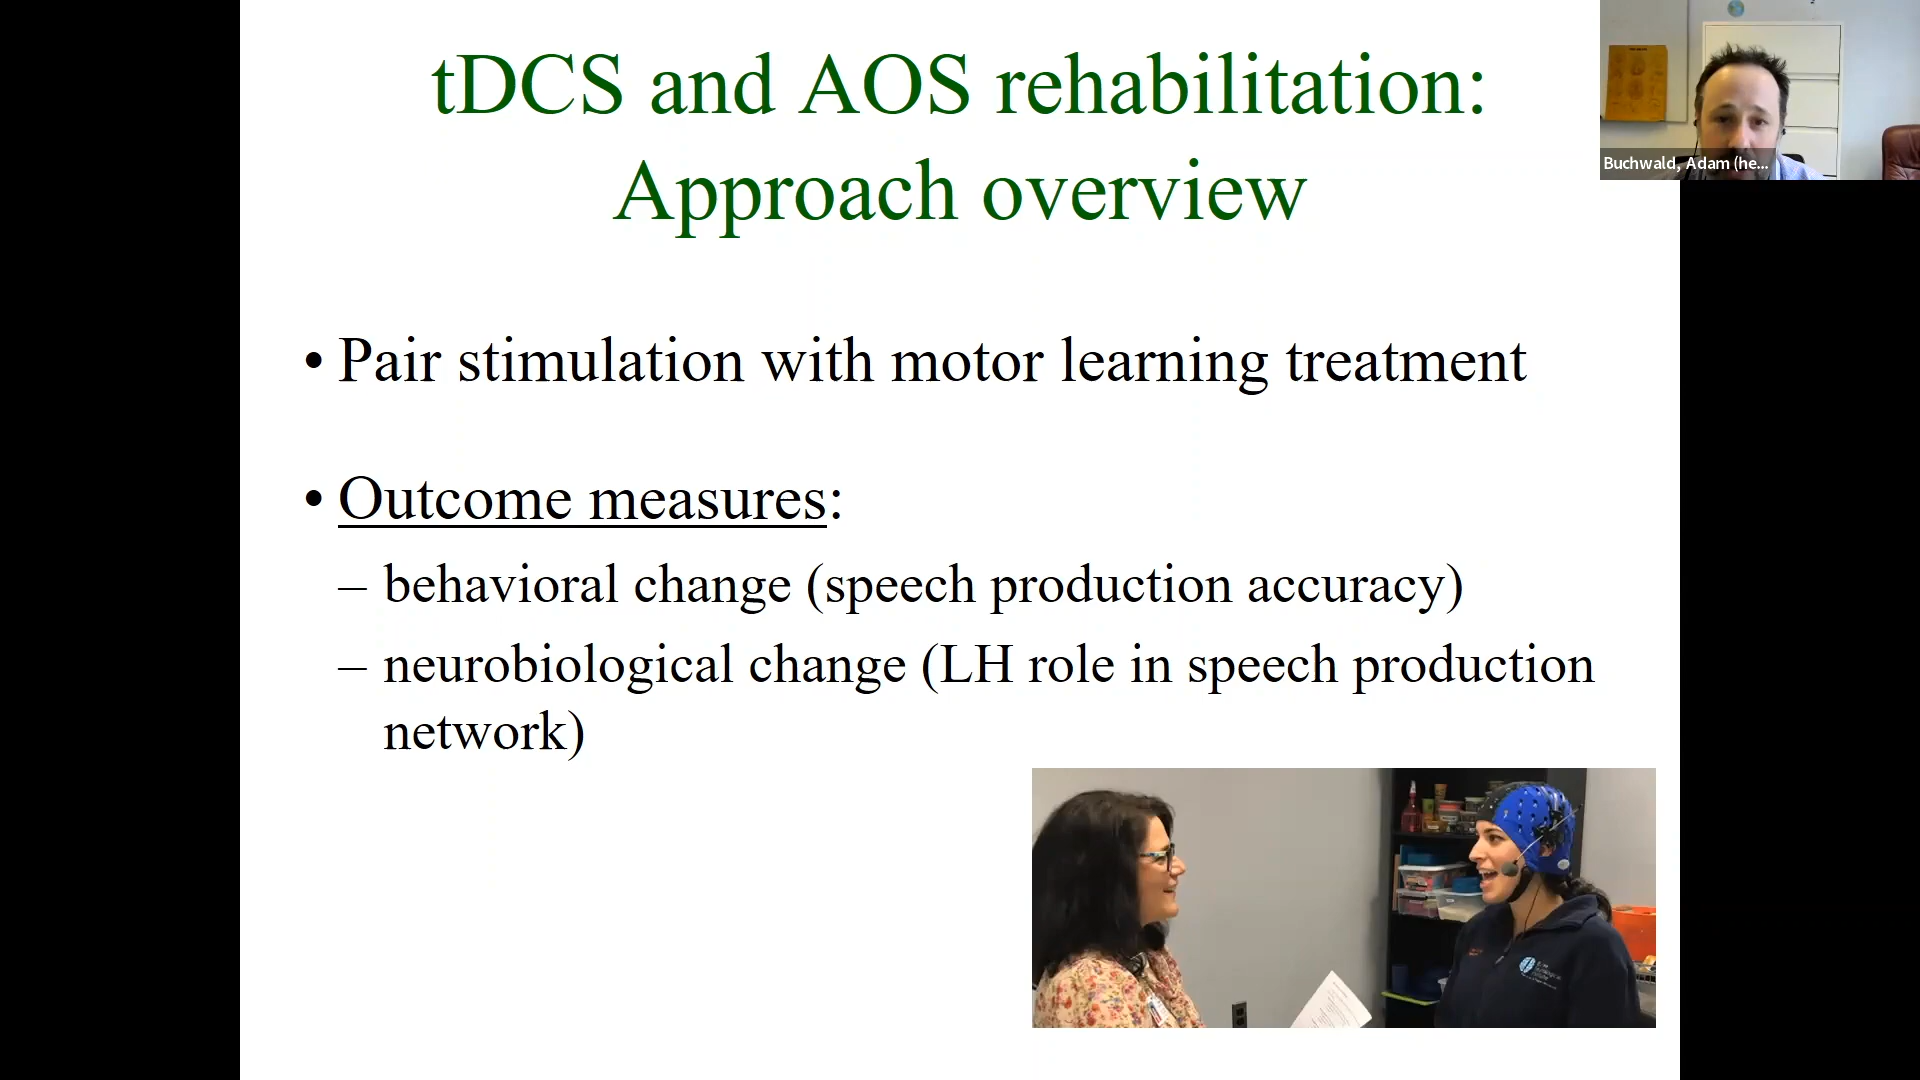 tDCS and AOS rehabilitation:
Approach overview
Buchwald, Adam (he...
• Pair stimulation with motor learning treatment
• Outcome measures:
– behavioral change (speech production accuracy)
– neurobiological change (LH role in speech production
network)